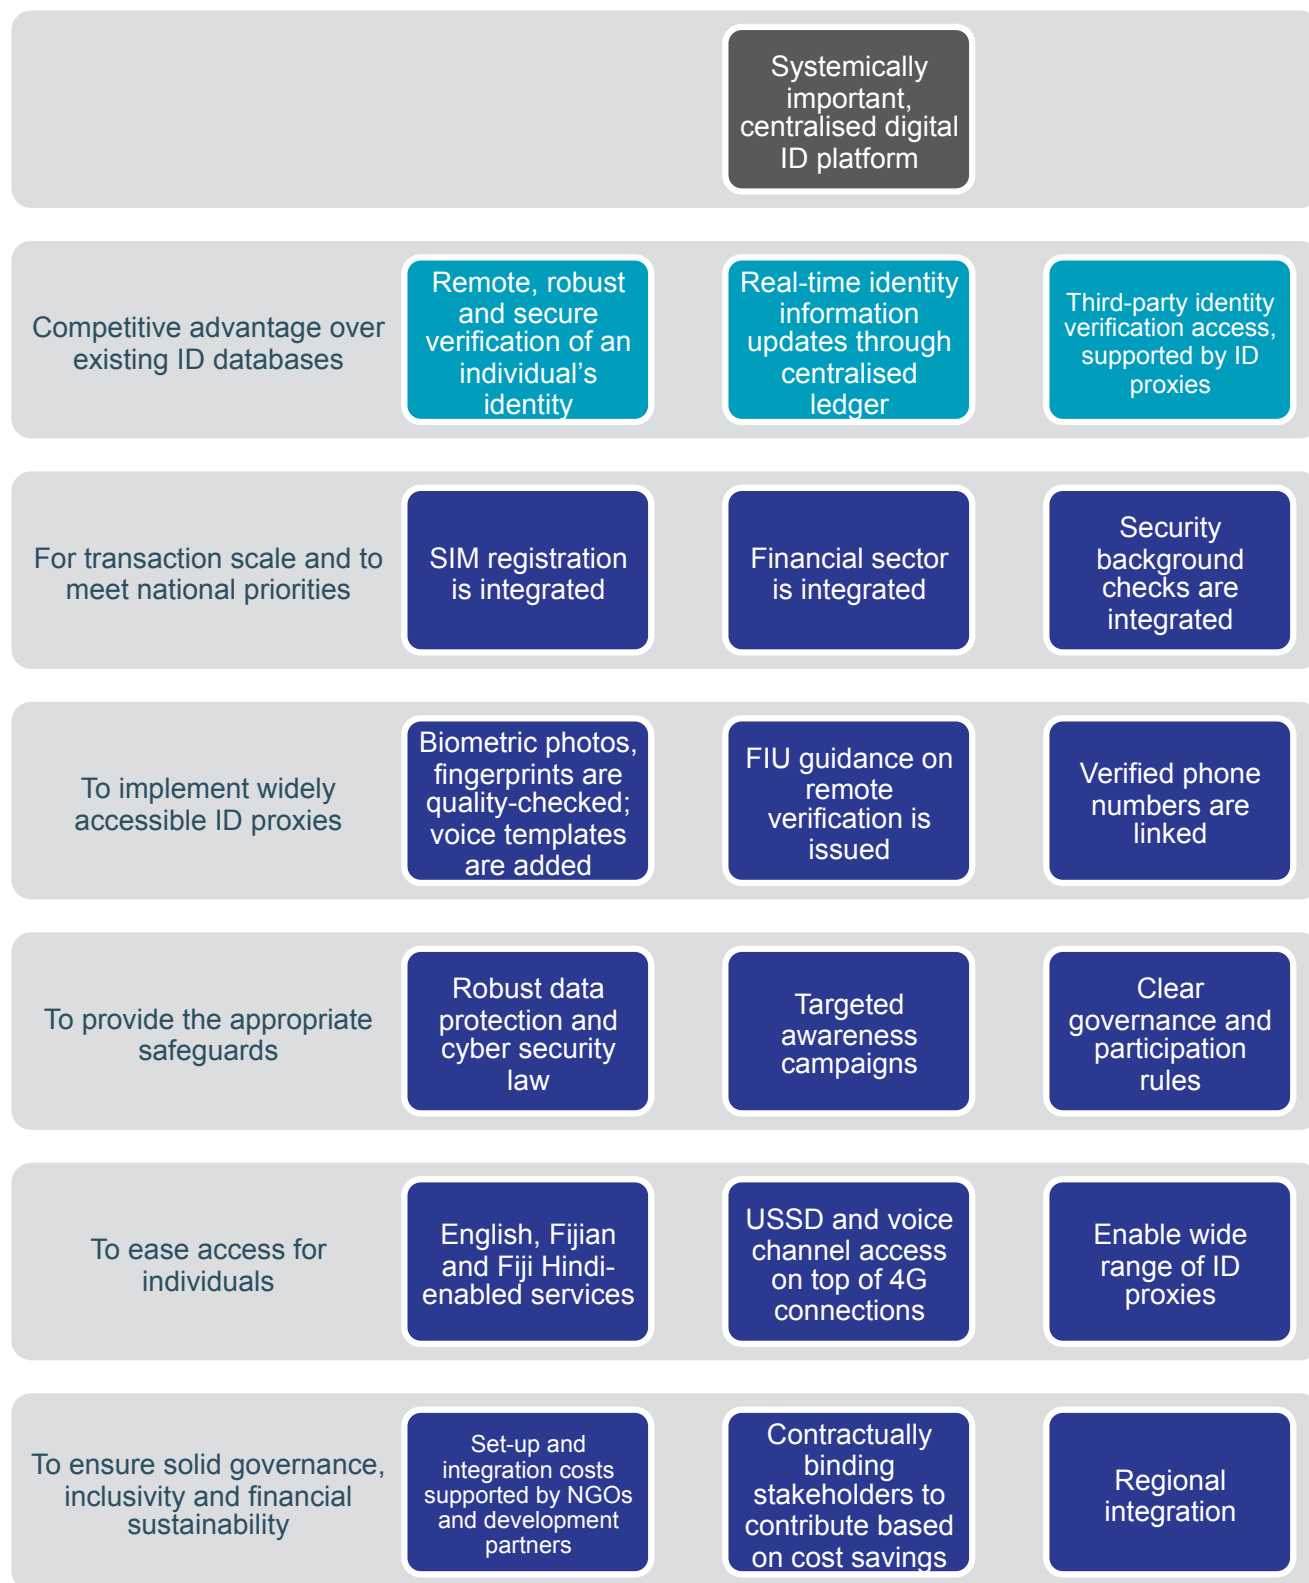 Systemically
important,
centralised digital
ID platform
Competitive advantage over
existing ID databases
Remote, robust
and secure
verification of an
individual’s
identity
Real-time identity
information
updates through
centralised
ledger
Third-party identity
verification access,
supported by ID
proxies
For transaction scale and to
meet national priorities
SIM registration
is integrated
Financial sector
is integrated
Security
background
checks are
integrated
To implement widely
accessible ID proxies
Biometric photos,
fingerprints are
quality-checked;
voice templates
are added
FIU guidance on
remote
verification is
issued
Verified phone
numbers are
linked
To provide the appropriate
safeguards
Robust data
protection and
cyber security
law
Targeted
awareness
campaigns
Clear
governance and
participation
rules
To ease access for
individuals
English, Fijian
and Fiji Hindi-
enabled services
USSD and voice
channel access
on top of 4G
connections
Enable wide
range of ID
proxies
To ensure solid governance,
inclusivity and financial
sustainability
Set-up and
integration costs
supported by NGOs
and development
partners
Contractually
binding
stakeholders to
contribute based
on cost savings
Regional
integration